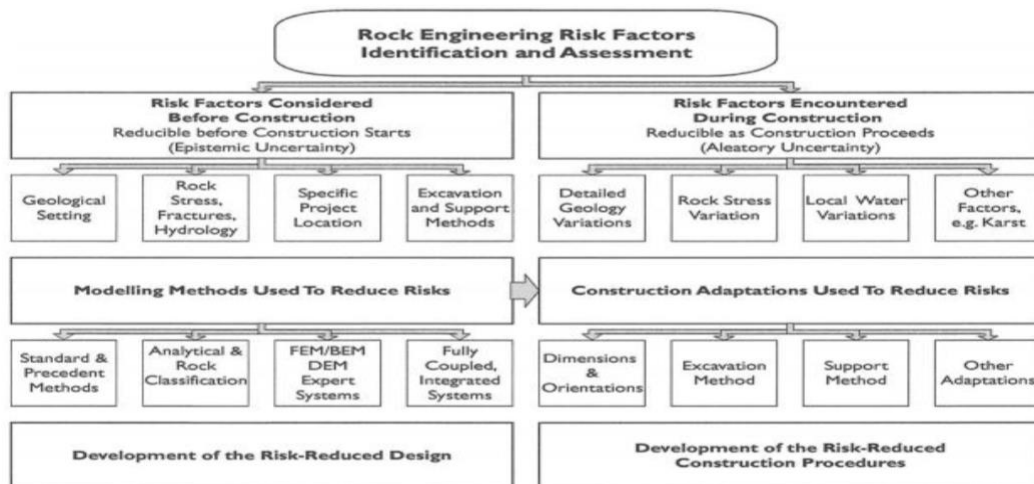 Rock Engineering Risk Factors
Identification and Assessment
Risk Factors Considered
Before Construction
Reducible before Construction Starts
(Epistemic Uncertainty)
Risk Factors Encountered
During Construction
Reducible as Construction Proceeds
(Aleatory Uncertainty)
Geological
Setting
Rock
Stress,
Fractures,
Hydrology
Specific
Project
Location
Excavation
and Support
Methods
Detailed
Geology
Variations
Rock Stress
Variation
Local Water
Variations
Other
Factors,
e.g. Karst
Modelling Methods Used To Reduce Risks
Construction Adaptations Used To Reduce Risks
Standard &
Precedent
Methods
Analytical &
Rock
Classification
FEM/BEM
DEM
Expert
Systems
Fully
Coupled,
Integrated
Systems
Dimensions
&
Orientations
Excavation
Method
Support
Method
Other
Adaptations
Development of the Risk-Reduced Design
Development of the Risk-Reduced
Construction Procedures